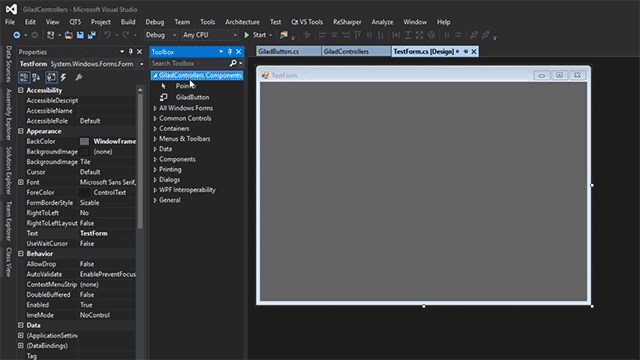 GiladControllers - Microsoft Visual Studio
File Edit View QT5 Project Build Debug Team Tools Architecture Test Qt VS Tools ReSharper Analyze Window Help
Debug Any CPU Start
Data Sources
Assembly Explorer
Solution Explorer
Team Explorer
Class View
Properties
TestForm System.Windows.Forms.Form
Accessibility
AccessibleDescript
AccessibleName
AccessibleRole Default
Appearance
BackColor WindowFrame
BackgroundImage (none)
BackgroundImage Tile
Cursor Default
Font Microsoft Sans Serif,
ForeColor ControlText
FormBorderStyle Sizable
RightToLeft No
RightToLeftLayout False
Text TestForm
UseWaitCursor False
Behavior
AllowDrop False
AutoValidate EnablePreventFocus
ContextMenuStrip (none)
DoubleBuffered False
Enabled True
ImeMode NoControl
Data
(ApplicationSetting
(DataBindings)
Tag
Toolbox
Search Toolbox
GiladControllers Components
Pointer
GiladButton
All Windows Forms
Common Controls
Containers
Menus & Toolbars
Data
Components
Printing
Dialogs
WPF Interoperability
General
GiladButton.cs GiladControllers TestForm.cs [Design]
TestForm